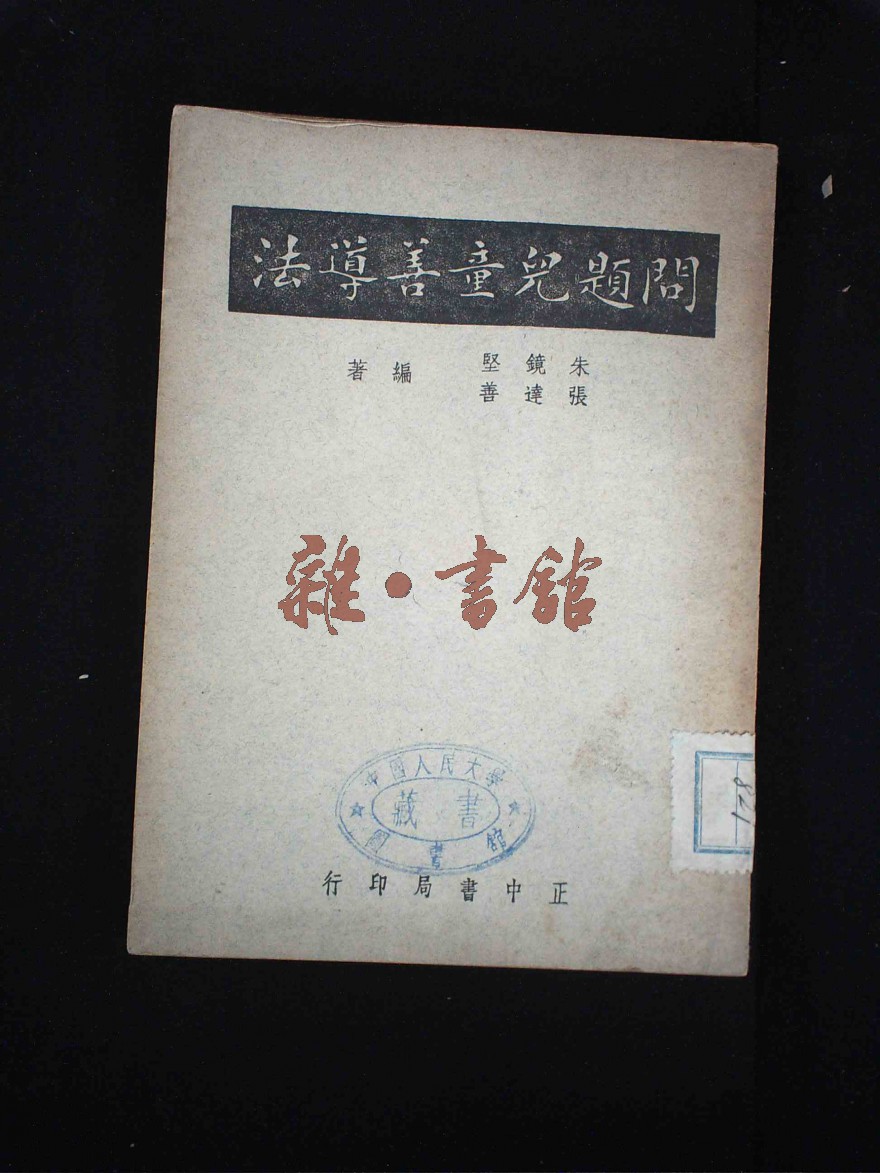 問題兒童善導法
朱鏡堅
張達善
編著
雜·書館
中國人民大學
藏書
圖書館
正中書局印行